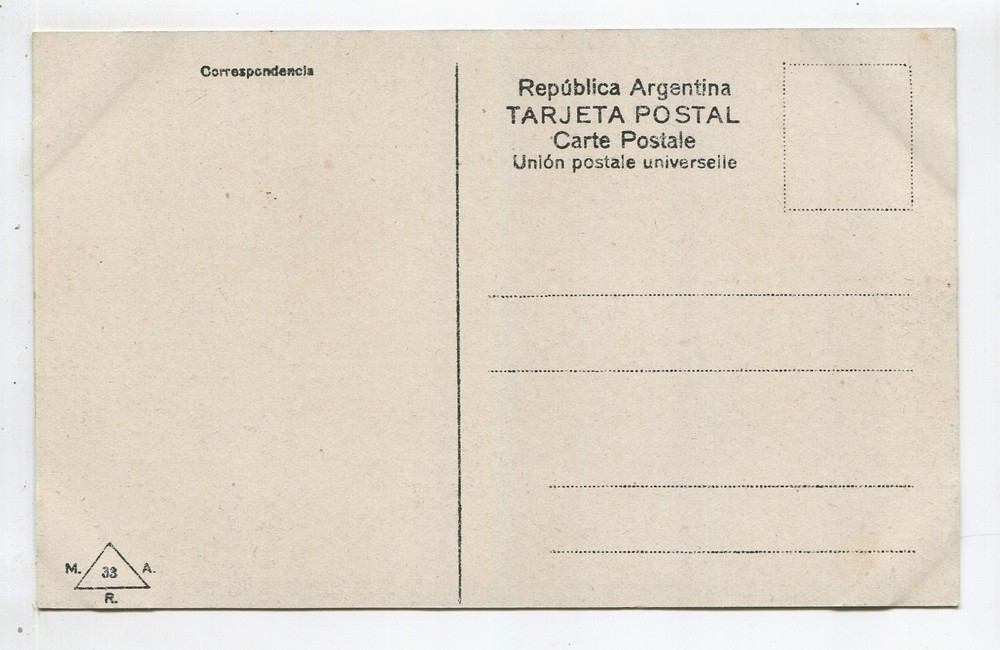 Correspondencia
República Argentina
TARJETA POSTAL
Carte Postale
Unión postale universelle
M. 33 A.
R.